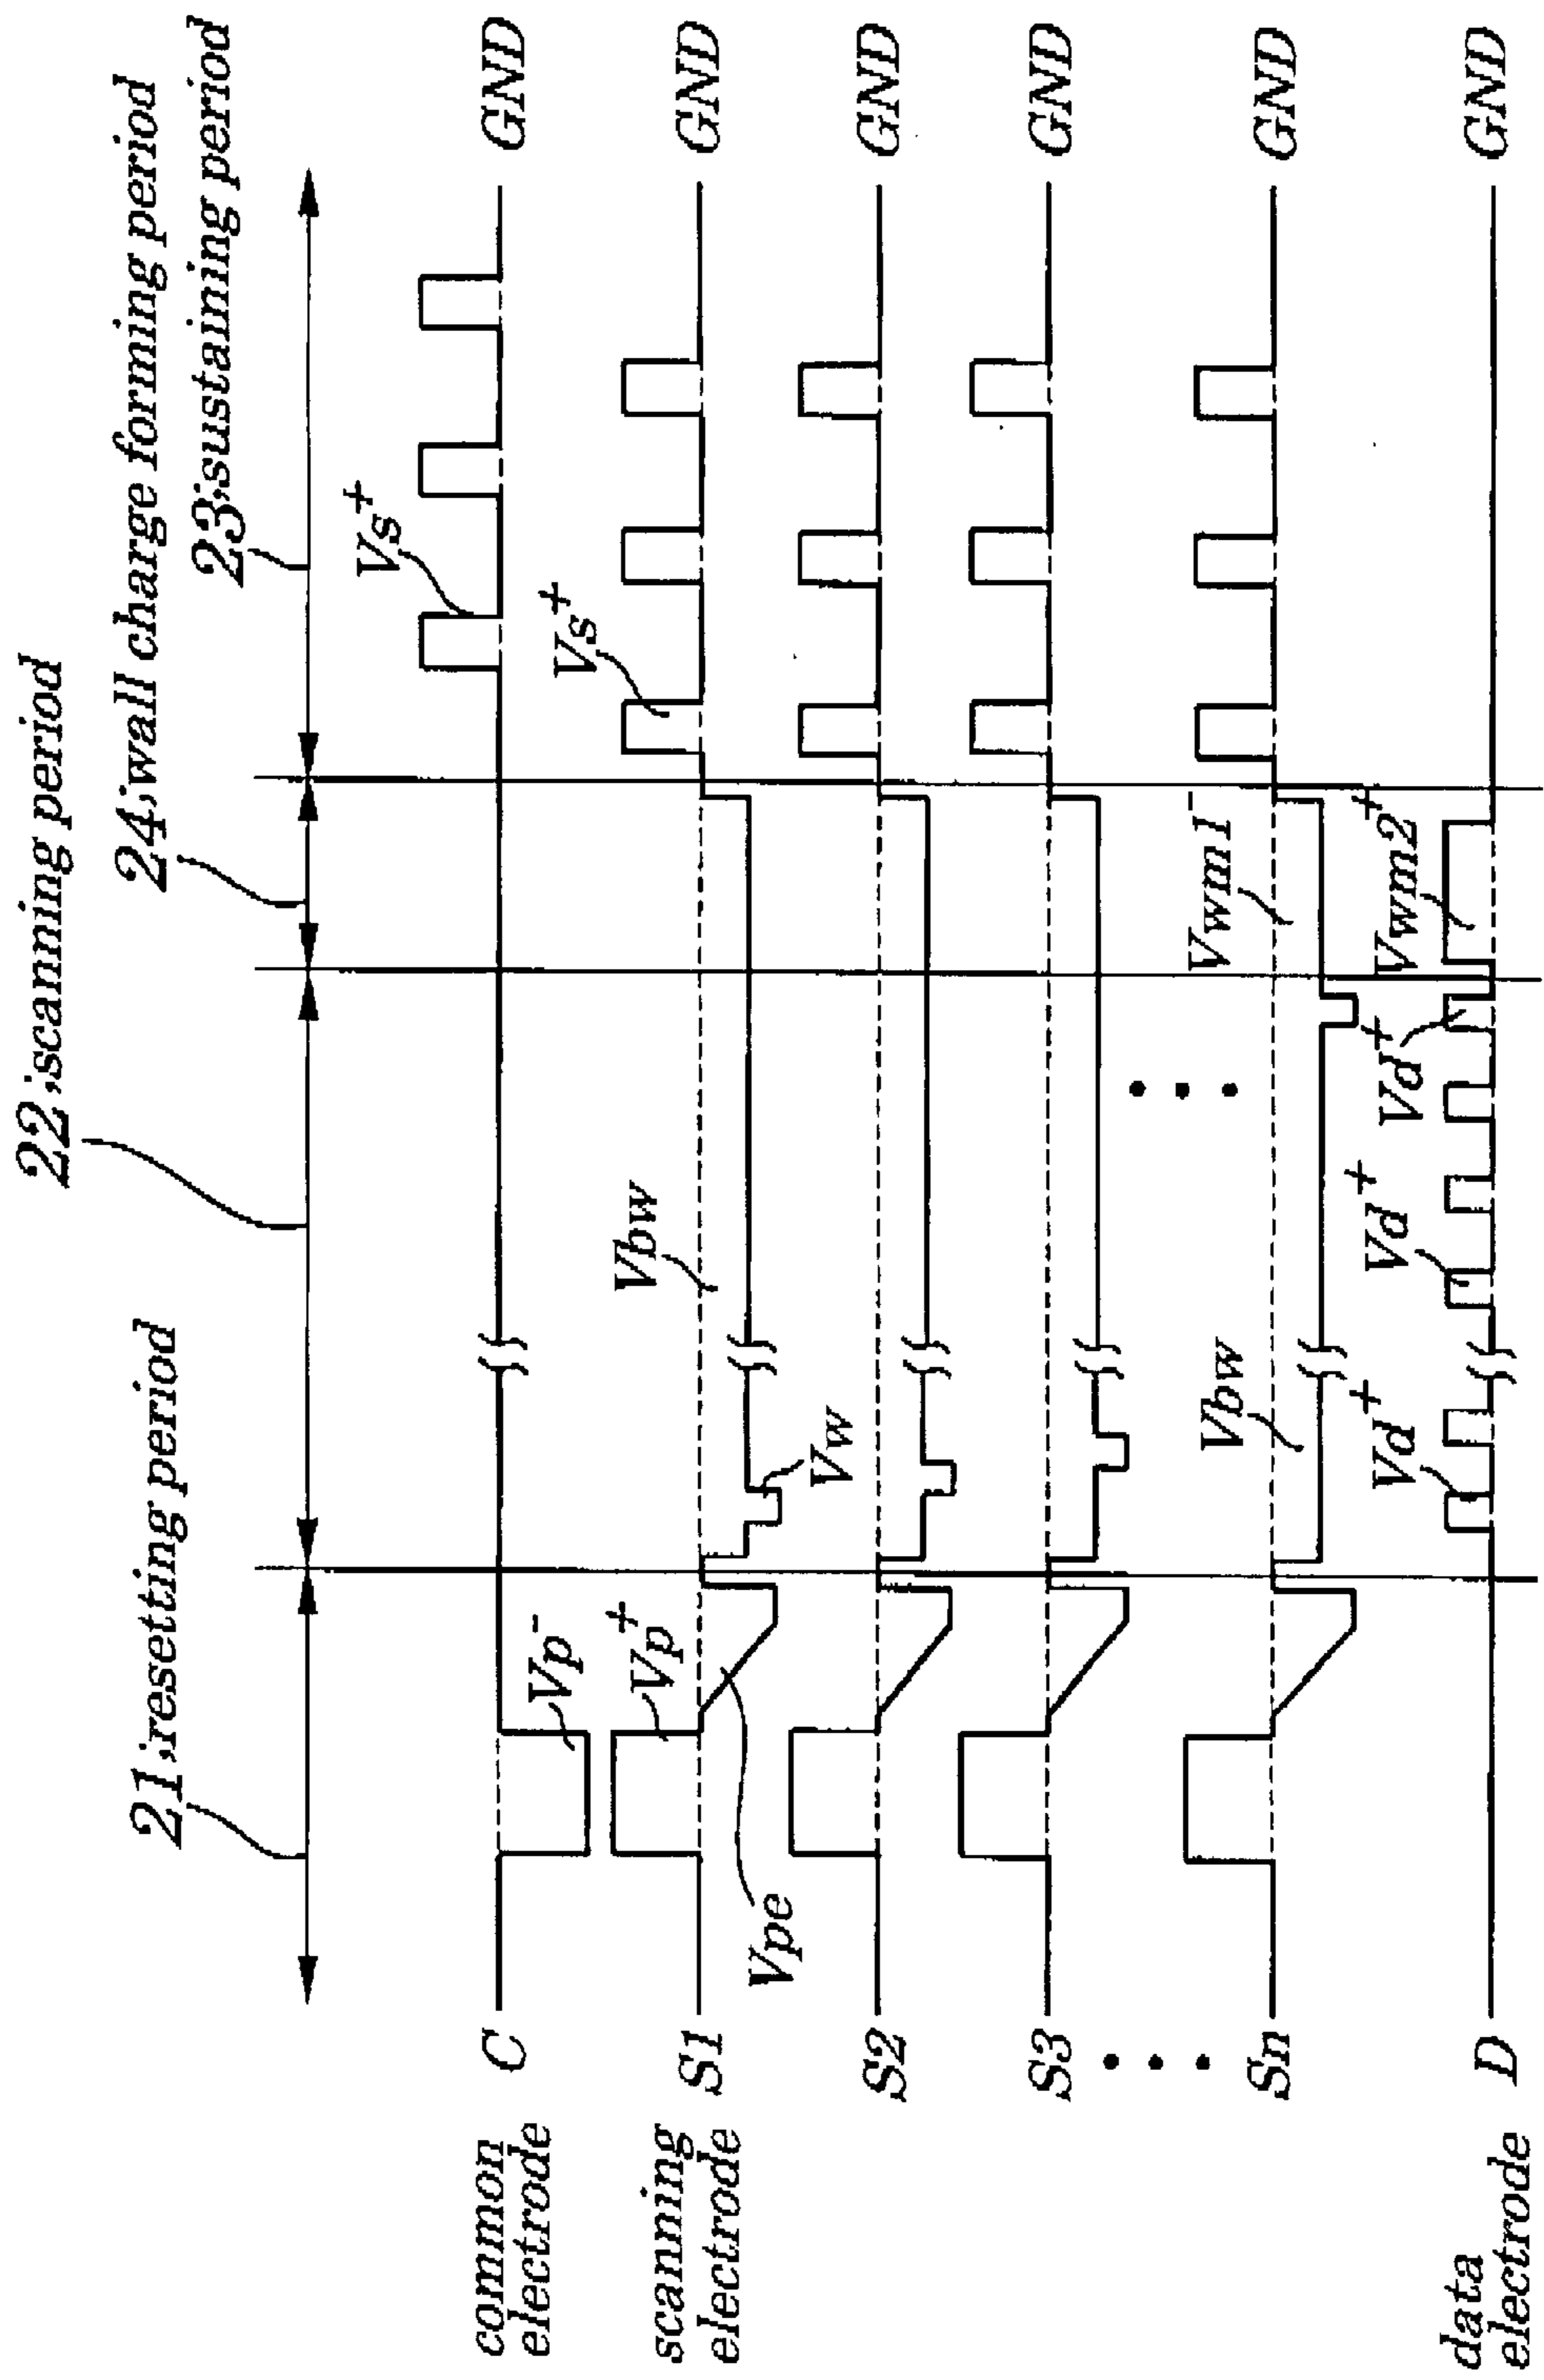 22;scanning period
21;resetting period
24;wall charge forming period
23;sustaining period
common
electrode
C
Vp-
Vs+
GND
scanning
electrode
S1
Vpe
Vp+
Vw
Vbw
Vs+
GND
S2
GND
S3
GND
Sn
Vbw
Vwm1-
GND
data
electrode
D
Vd+
Vd+
Vd+
Vwm2+
GND